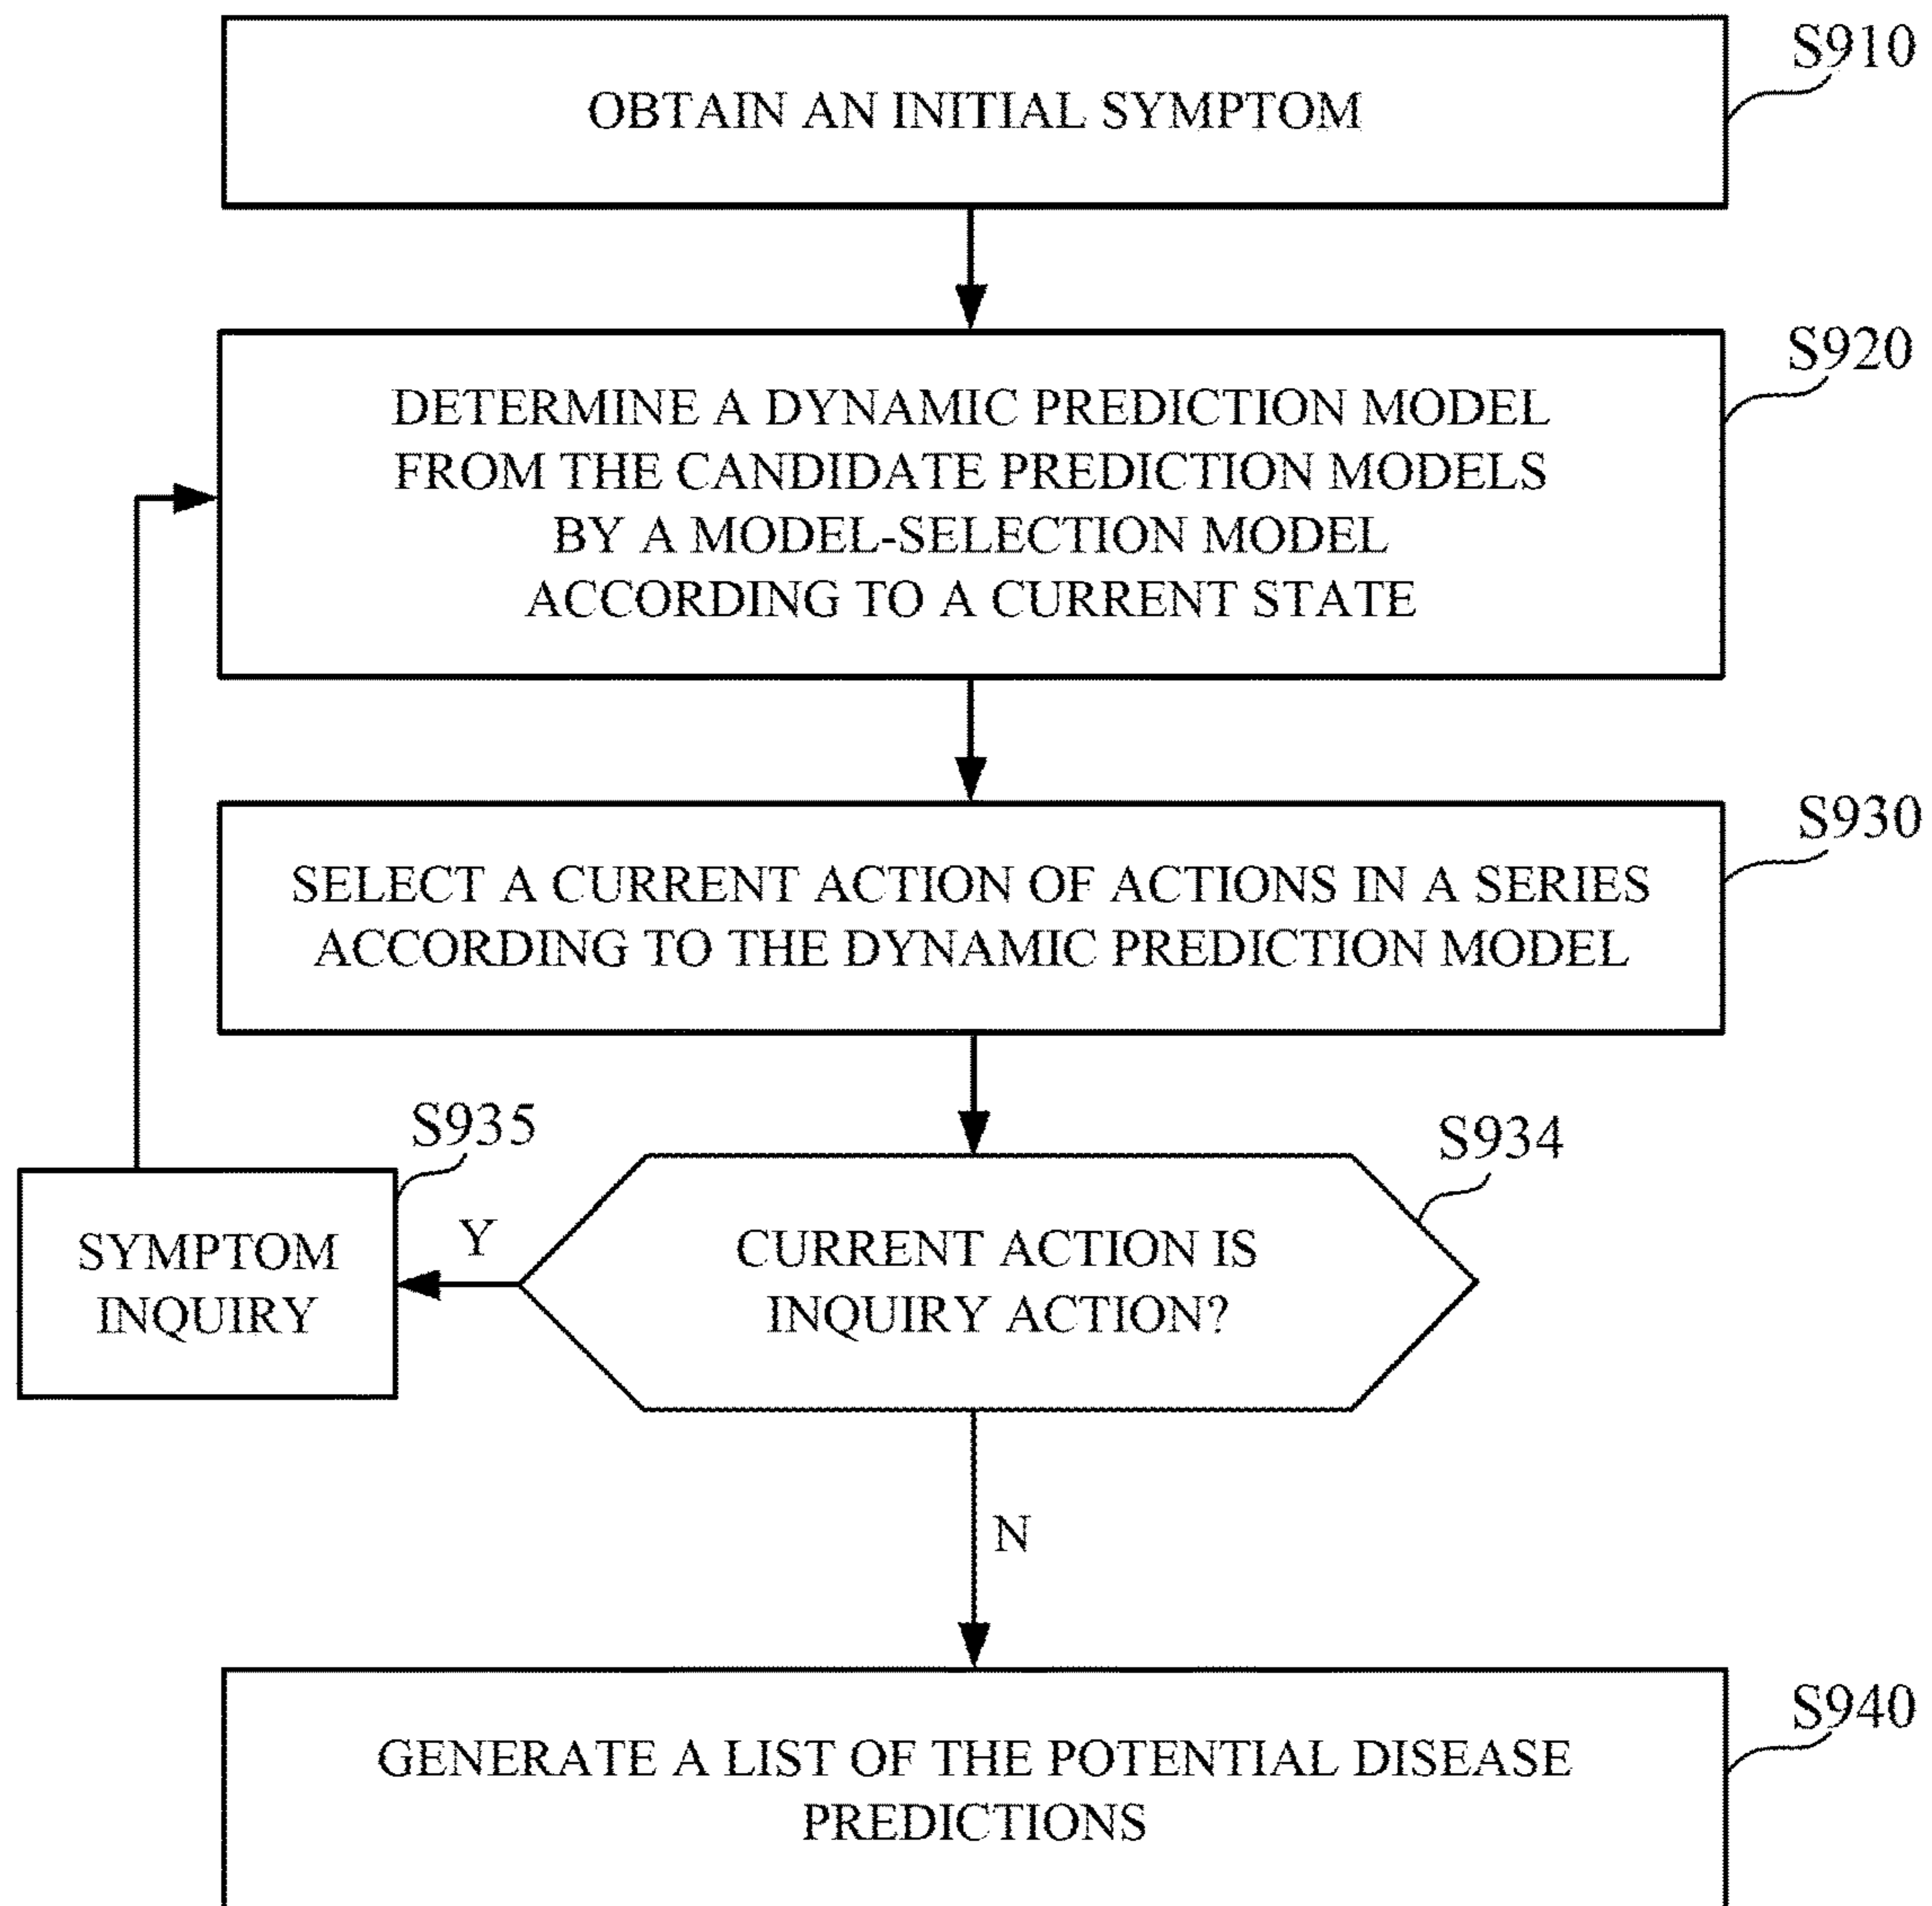 S910
OBTAIN AN INITIAL SYMPTOM
S920
DETERMINE A DYNAMIC PREDICTION MODEL
FROM THE CANDIDATE PREDICTION MODELS
BY A MODEL-SELECTION MODEL
ACCORDING TO A CURRENT STATE
S930
SELECT A CURRENT ACTION OF ACTIONS IN A SERIES
ACCORDING TO THE DYNAMIC PREDICTION MODEL
S935
S934
SYMPTOM
INQUIRY
Y
CURRENT ACTION IS
INQUIRY ACTION?
N
S940
GENERATE A LIST OF THE POTENTIAL DISEASE
PREDICTIONS